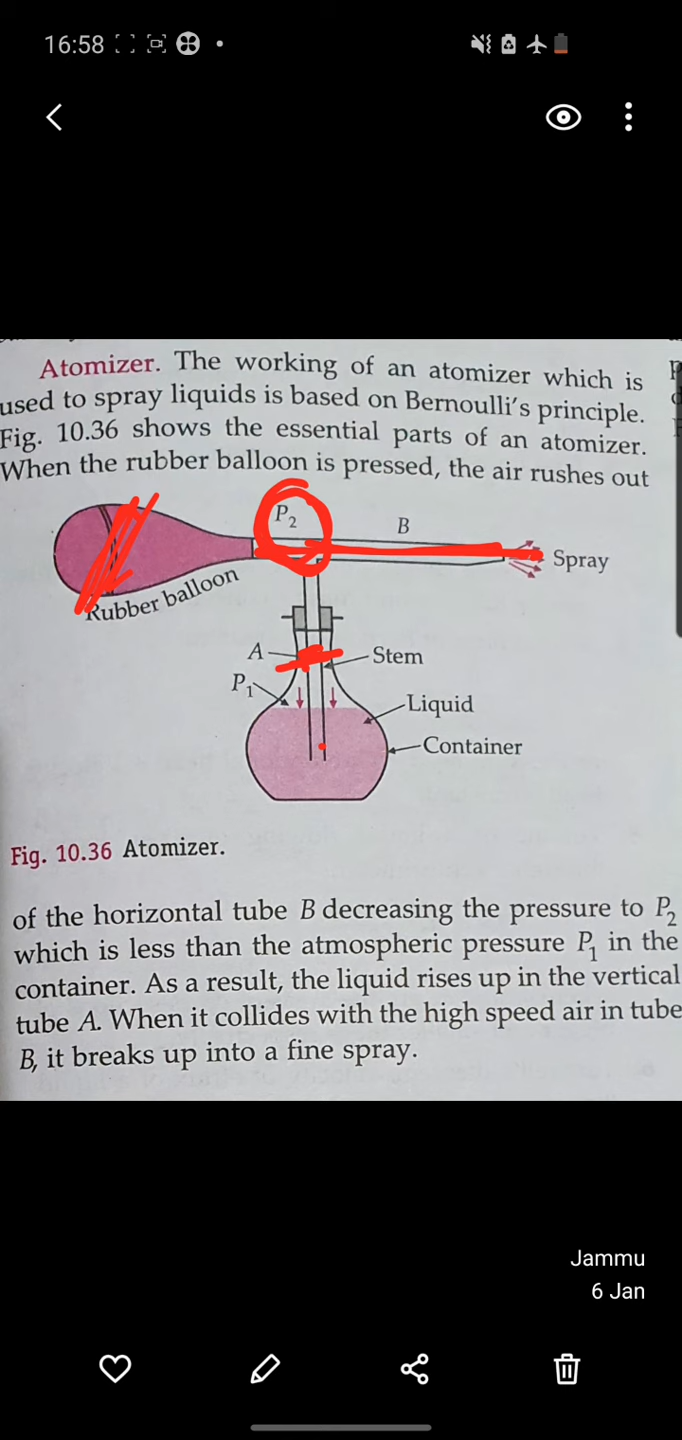 16:58
Atomizer. The working of an atomizer which is
used to spray liquids is based on Bernoulli's principle.
Fig. 10.36 shows the essential parts of an atomizer.
When the rubber balloon is pressed, the air rushes out
P₂
B
Spray
Rubber balloon
A
Stem
P₁
Liquid
Container
Fig. 10.36 Atomizer.
of the horizontal tube B decreasing the pressure to P₂
which is less than the atmospheric pressure P₁ in the
container. As a result, the liquid rises up in the vertical
tube A. When it collides with the high speed air in tube
B, it breaks up into a fine spray.
Jammu
6 Jan